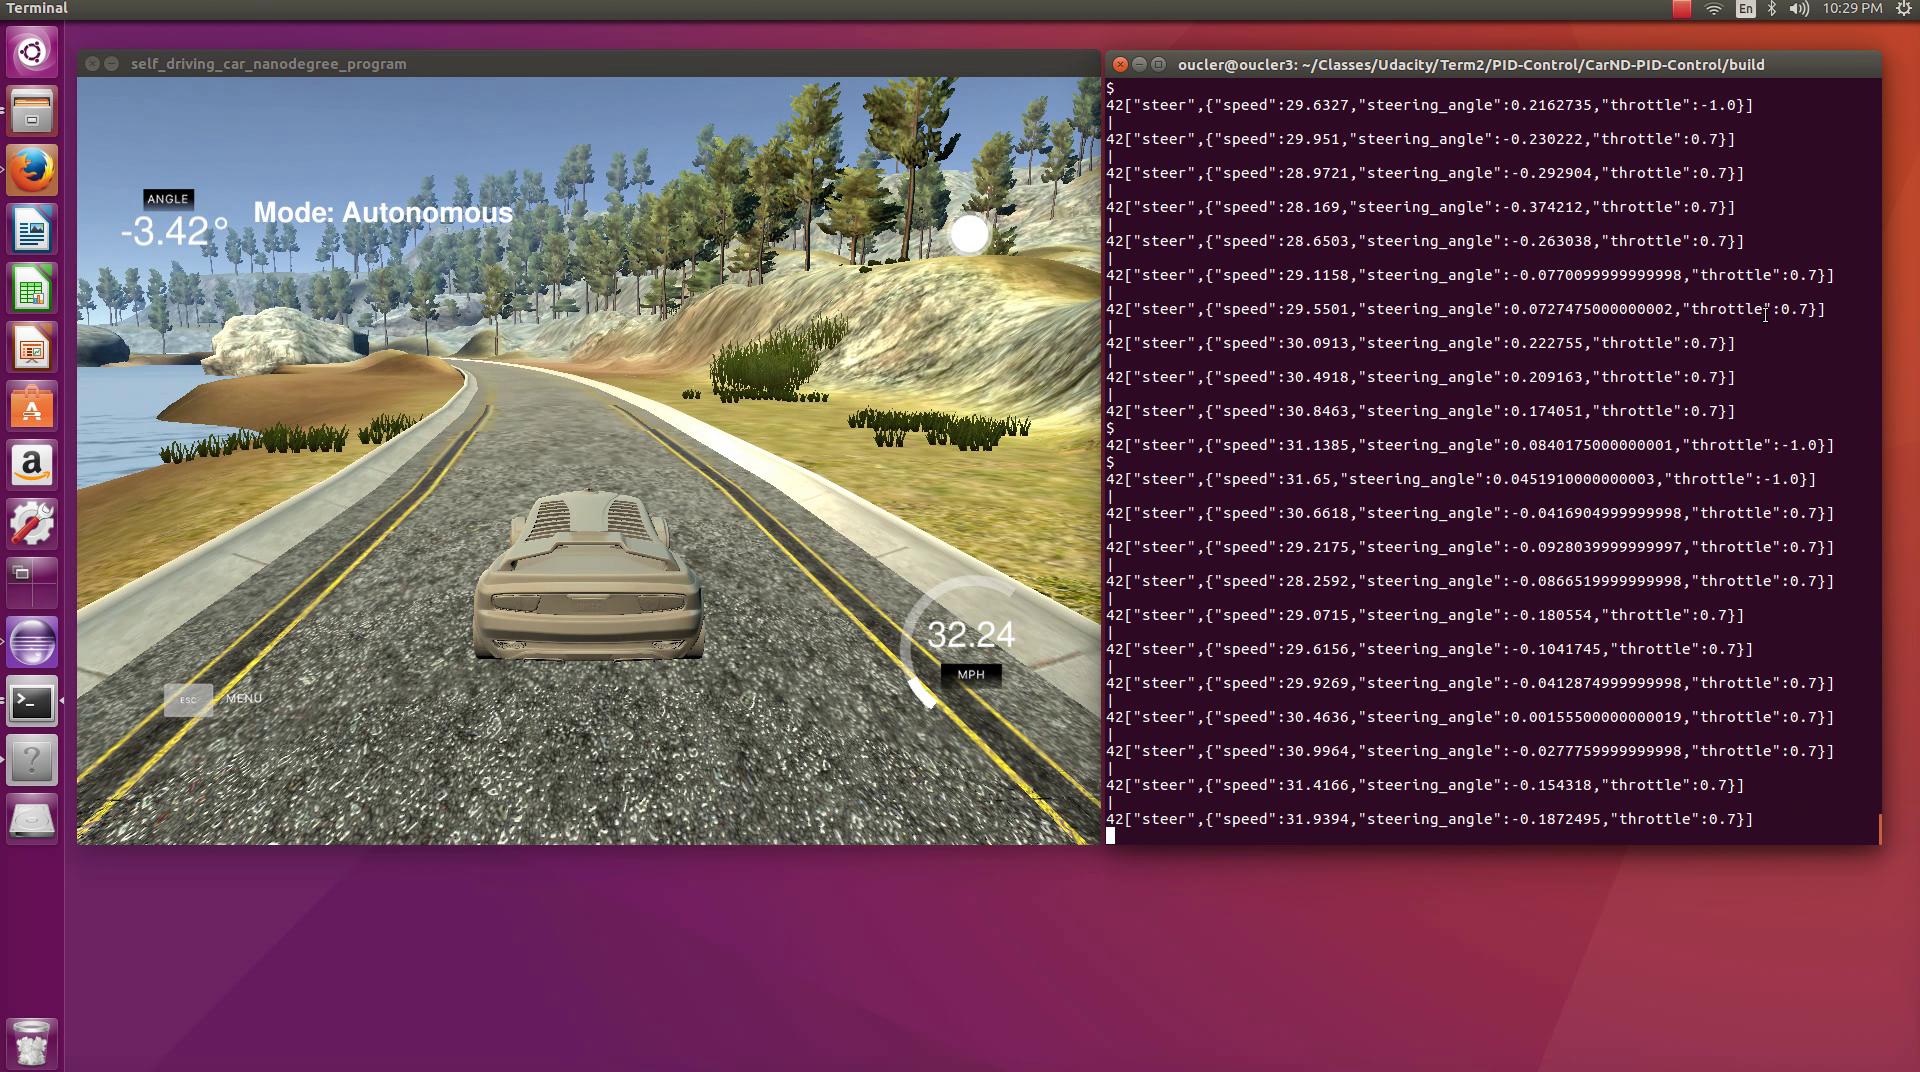 Terminal
En
10:29 PM
self_driving_car_nanodegree_program
ANGLE
-3.42°
Mode: Autonomous
32.24
MPH
ESC
MENU
a
oucler@oucler3: ~/Classes/Udacity/Term2/PID-Control/CarND-PID-Control/build
$
42["steer",{"speed":29.6327,"steering_angle":0.2162735,"throttle":-1.0}]
|
42["steer",{"speed":29.951,"steering_angle":-0.230222,"throttle":0.7}]
|
42["steer",{"speed":28.9721,"steering_angle":-0.292904,"throttle":0.7}]
|
42["steer",{"speed":28.169,"steering_angle":-0.374212,"throttle":0.7}]
|
42["steer",{"speed":28.6503,"steering_angle":-0.263038,"throttle":0.7}]
|
42["steer",{"speed":29.1158,"steering_angle":-0.0770099999999998,"throttle":0.7}]
|
42["steer",{"speed":29.5501,"steering_angle":0.0727475000000002,"throttle":0.7}]
|
42["steer",{"speed":30.0913,"steering_angle":0.222755,"throttle":0.7}]
|
42["steer",{"speed":30.4918,"steering_angle":0.209163,"throttle":0.7}]
|
42["steer",{"speed":30.8463,"steering_angle":0.174051,"throttle":0.7}]
$
42["steer",{"speed":31.1385,"steering_angle":0.0840175000000001,"throttle":-1.0}]
$
42["steer",{"speed":31.65,"steering_angle":0.0451910000000003,"throttle":-1.0}]
|
42["steer",{"speed":30.6618,"steering_angle":-0.0416904999999998,"throttle":0.7}]
|
42["steer",{"speed":29.2175,"steering_angle":-0.0928039999999997,"throttle":0.7}]
|
42["steer",{"speed":28.2592,"steering_angle":-0.0866519999999998,"throttle":0.7}]
|
42["steer",{"speed":29.0715,"steering_angle":-0.180554,"throttle":0.7}]
|
42["steer",{"speed":29.6156,"steering_angle":-0.1041745,"throttle":0.7}]
|
42["steer",{"speed":29.9269,"steering_angle":-0.0412874999999998,"throttle":0.7}]
|
42["steer",{"speed":30.4636,"steering_angle":0.00155500000000019,"throttle":0.7}]
|
42["steer",{"speed":30.9964,"steering_angle":-0.0277759999999998,"throttle":0.7}]
|
42["steer",{"speed":31.4166,"steering_angle":-0.154318,"throttle":0.7}]
|
42["steer",{"speed":31.9394,"steering_angle":-0.1872495,"throttle":0.7}]